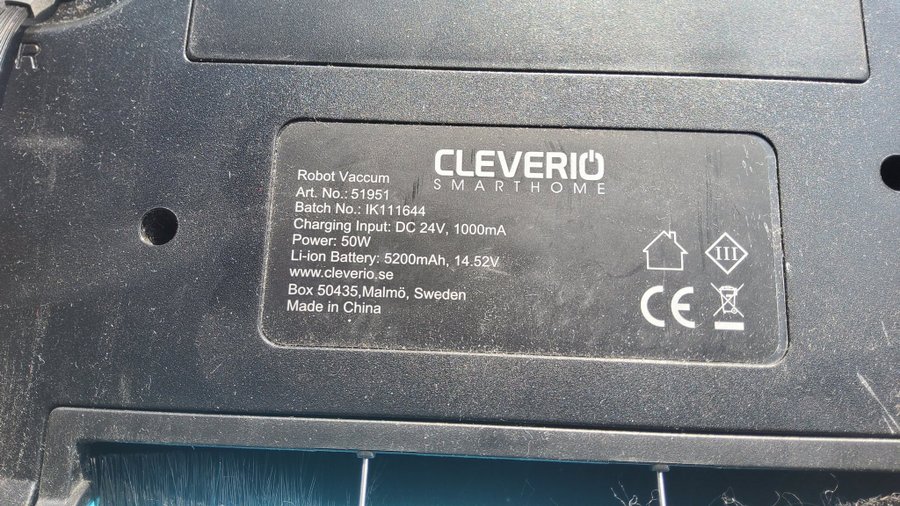 R
CLEVERIO
SMARTHOME
Robot Vaccum
Art. No.: 51951
Batch No.: IK111644
Charging Input: DC 24V, 1000mA
Power: 50W
Li-ion Battery: 5200mAh, 14.52V
www.cleverio.se
Box 50435,Malmö, Sweden
Made in China
III
CE